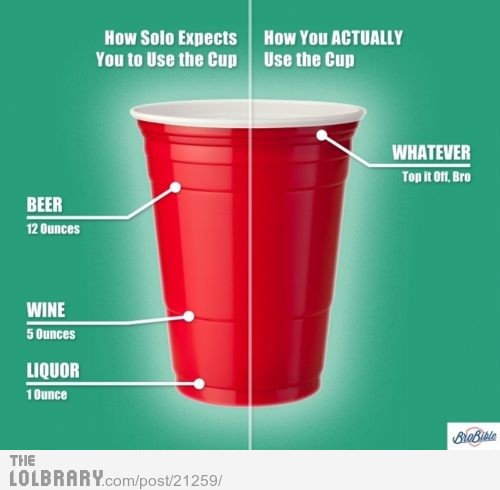 How Solo Expects
You to Use the Cup
How You ACTUALLY
Use the Cup
WHATEVER
Top it Off, Bro
BEER
12 Ounces
WINE
5 Ounces
LIQUOR
1 Ounce
BroBible
THE
LOLBRARY.com/post/21259/